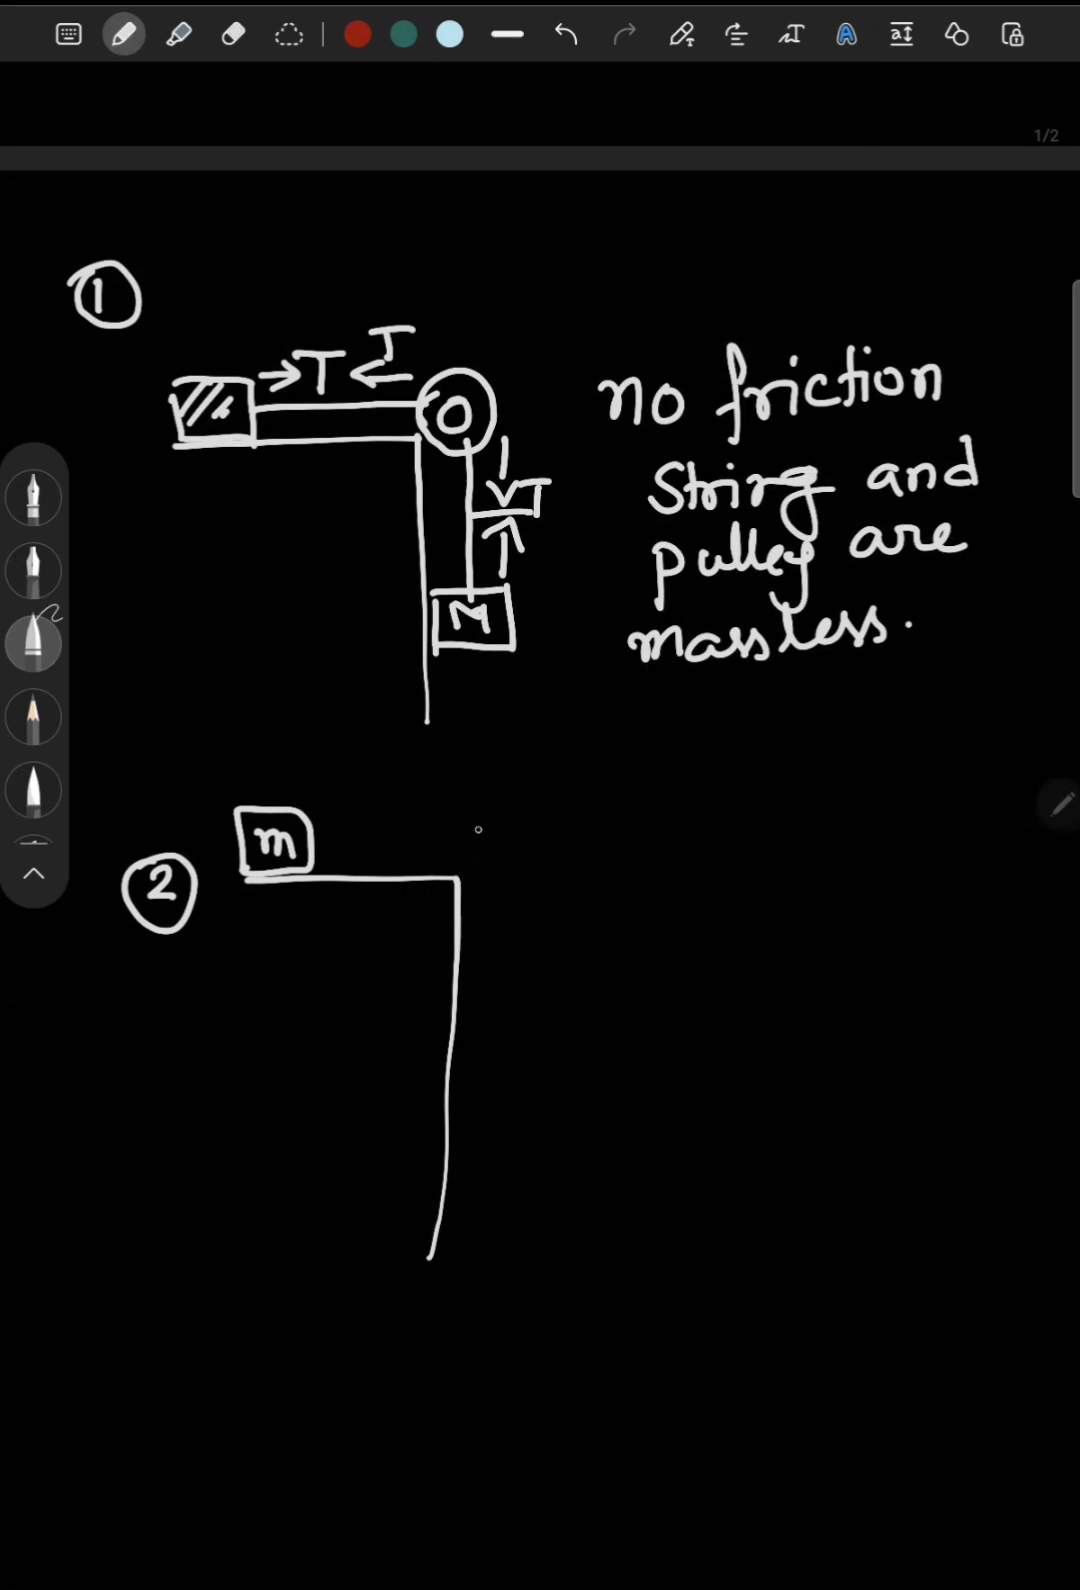 1/2
1
T
T
no friction
T
string and
pulley are
M
massless.
m
2